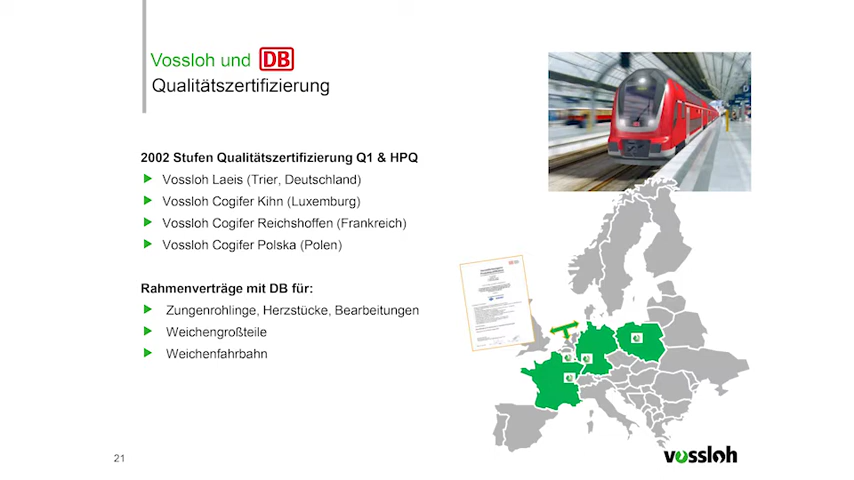 Vossloh und DB
Qualitätszertifizierung
2002 Stufen Qualitätszertifizierung Q1 & HPQ
Vossloh Laeis (Trier, Deutschland)
Vossloh Cogifer Kihn (Luxemburg)
Vossloh Cogifer Reichshoffen (Frankreich)
Vossloh Cogifer Polska (Polen)
Rahmenverträge mit DB für:
Zungenrohlinge, Herzstücke, Bearbeitungen
Weichengroßteile
Weichenfahrbahn
21
vossloh